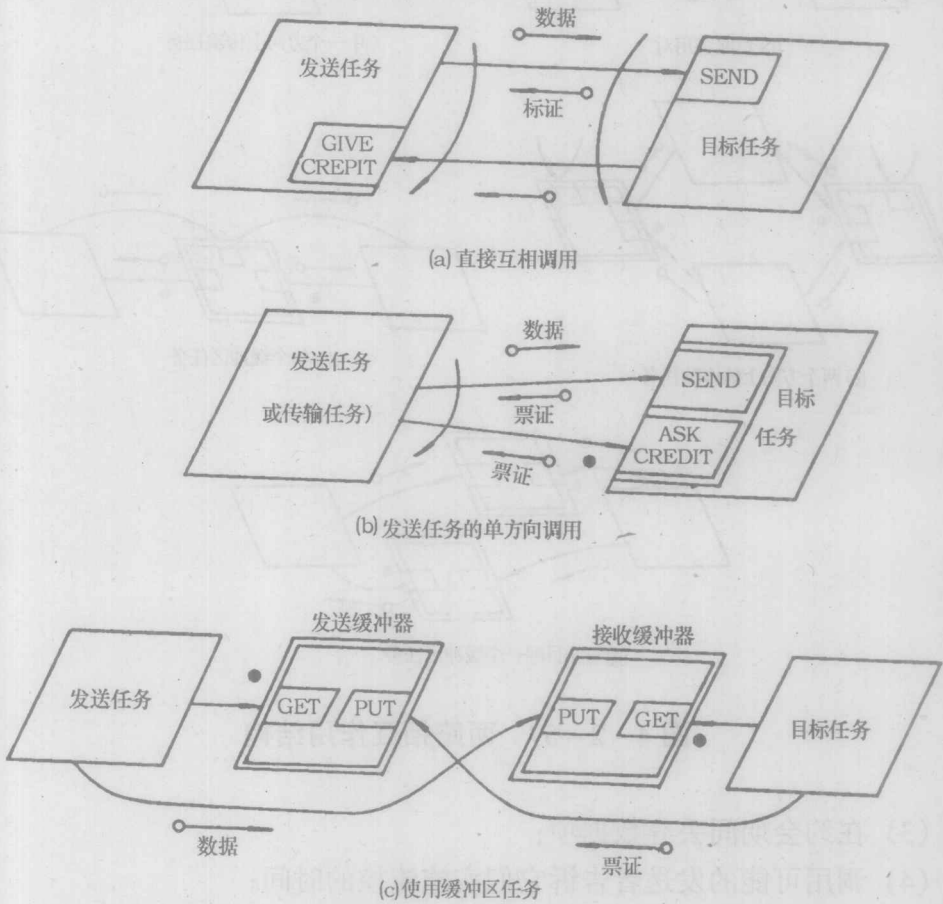 数据
发送任务
SEND
标证
GIVE
CREPIT
目标任务
(a)直接互相调用
数据
发送任务
或传输任务)
SEND
目标
票证
任务
ASK
CREDIT
票证
(b)发送任务的单方向调用
发送缓冲器
接收缓冲器
发送任务
GET
PUT
PUT
GET
目标任务
数据
票证
(c)使用缓冲区任务